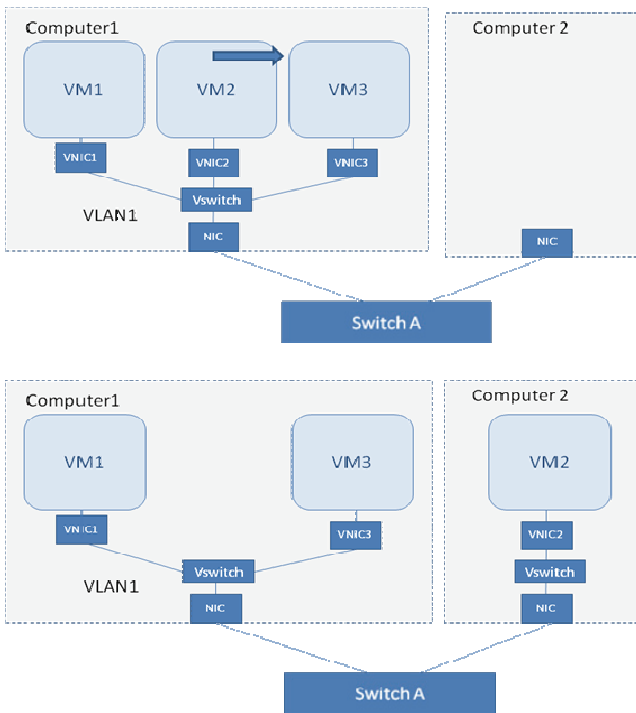 Computer1
Computer 2
VM1
VM2
VM3
VNIC1
VNIC2
VNIC3
Vswitch
VLAN1
NIC
NIC
Switch A
Computer1
Computer 2
VM1
VM3
VM2
VNIC1
VNIC3
VNIC2
Vswitch
Vswitch
VLAN1
NIC
NIC
Switch A